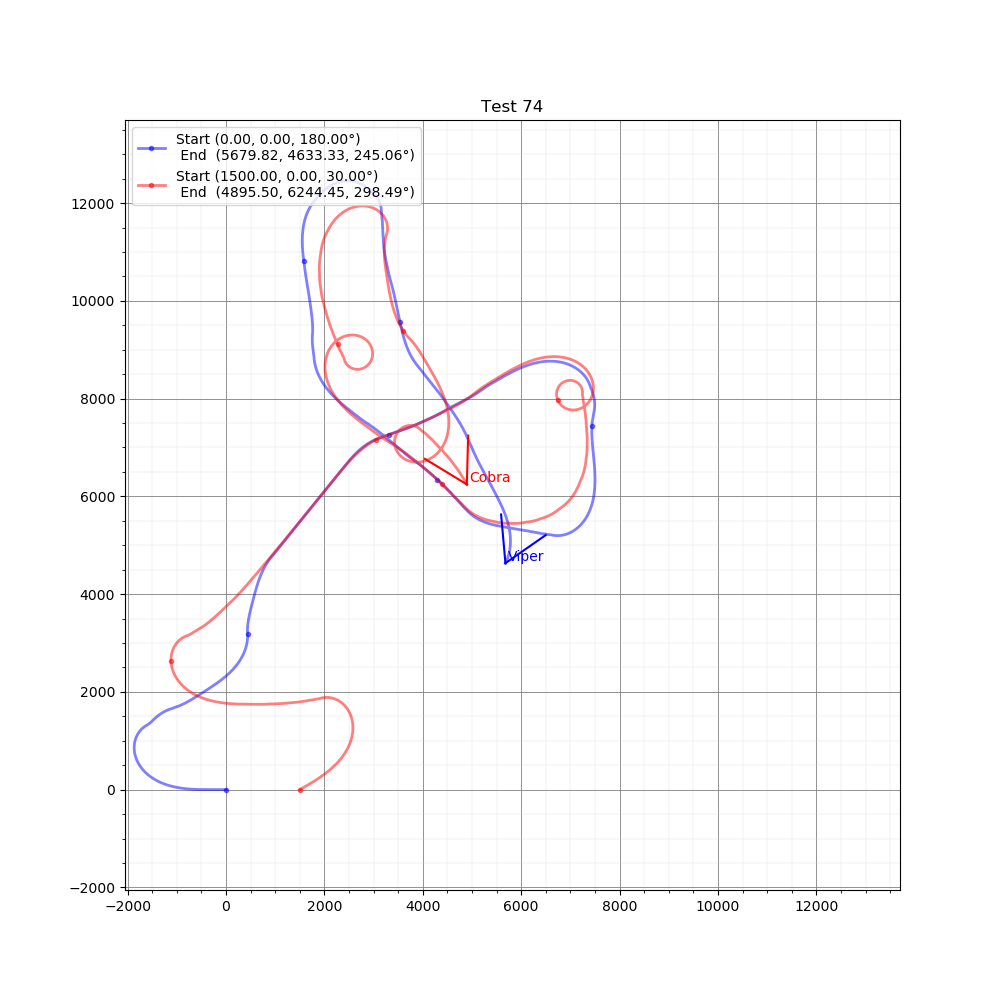 Test 74
Start (0.00, 0.00, 180.00°)
End (5679.82, 4633.33, 245.06°)
Start (1500.00, 0.00, 30.00°)
End (4895.50, 6244.45, 298.49°)
12000
10000
8000
6000
4000
2000
0
−2000
Cobra
Viper
−2000 0 2000 4000 6000 8000 10000 12000